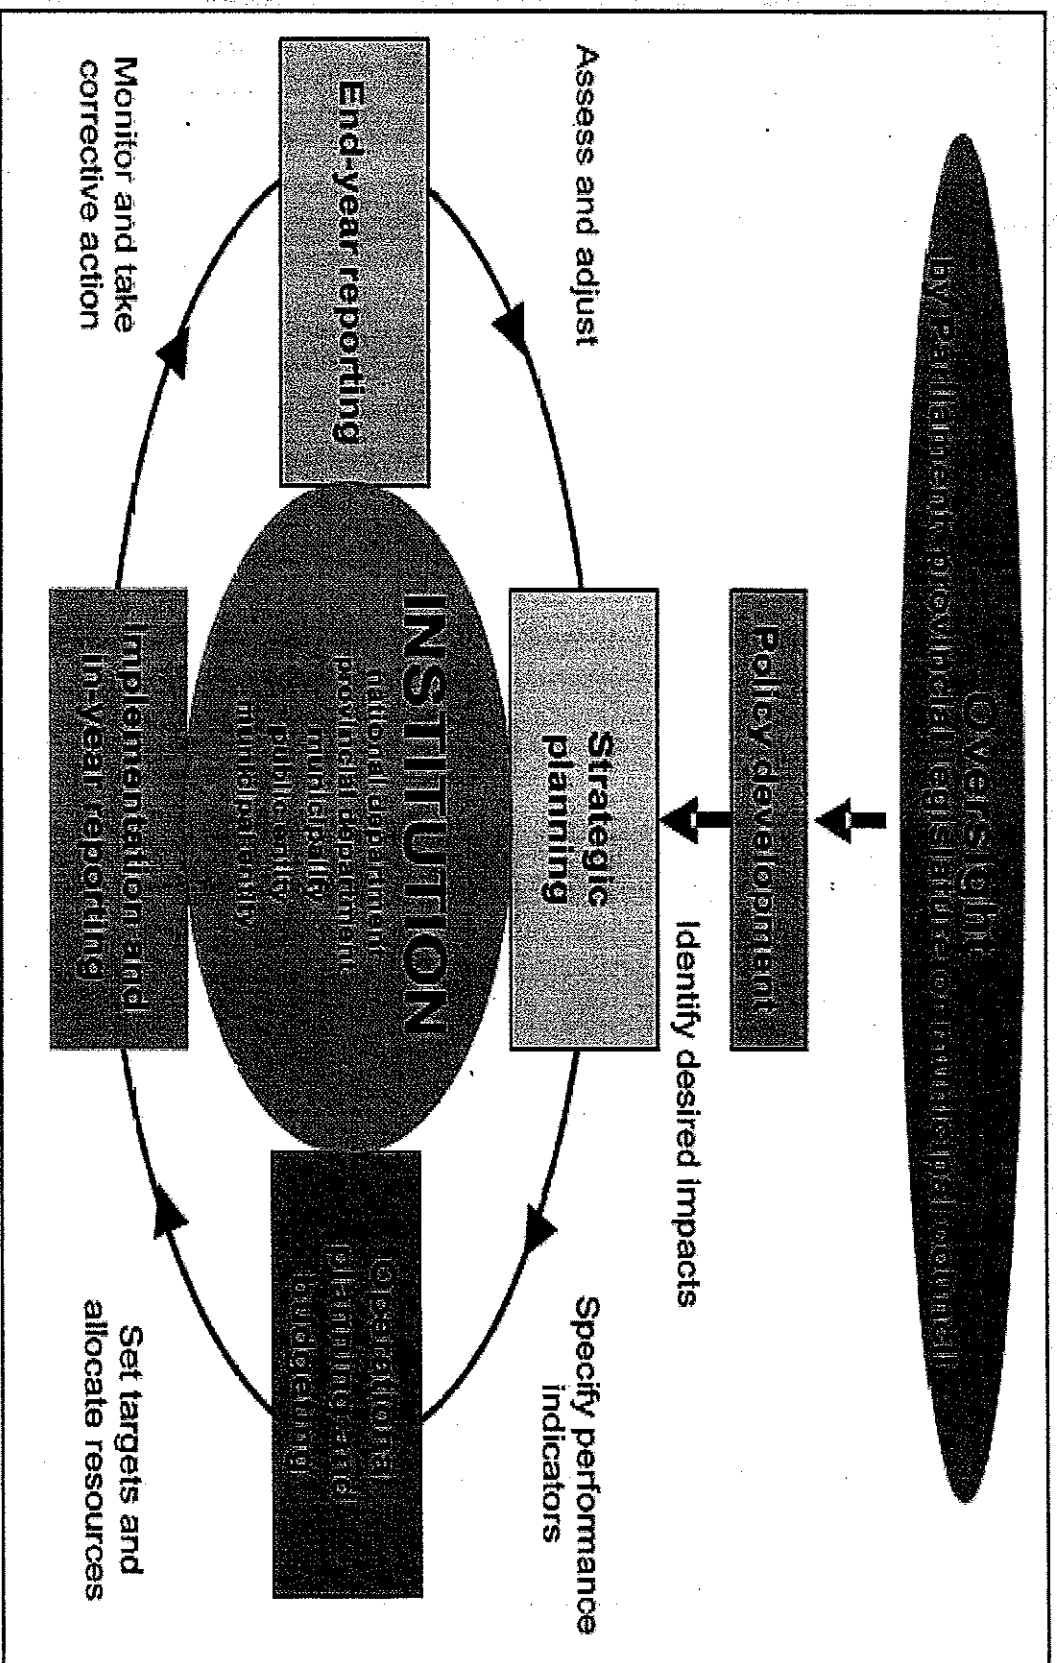 Oversight
by Parliament, provincial legislature or municipal council
Policy development
Identify desired impacts
Assess and adjust
Strategic
planning
Specify performance
indicators
End-year reporting
INSTITUTION
national department
provincial department
municipality
public entity
municipal entity
Operational
planning and
budgeting
Monitor and take
corrective action
Implementation and
in-year reporting
Set targets and
allocate resources